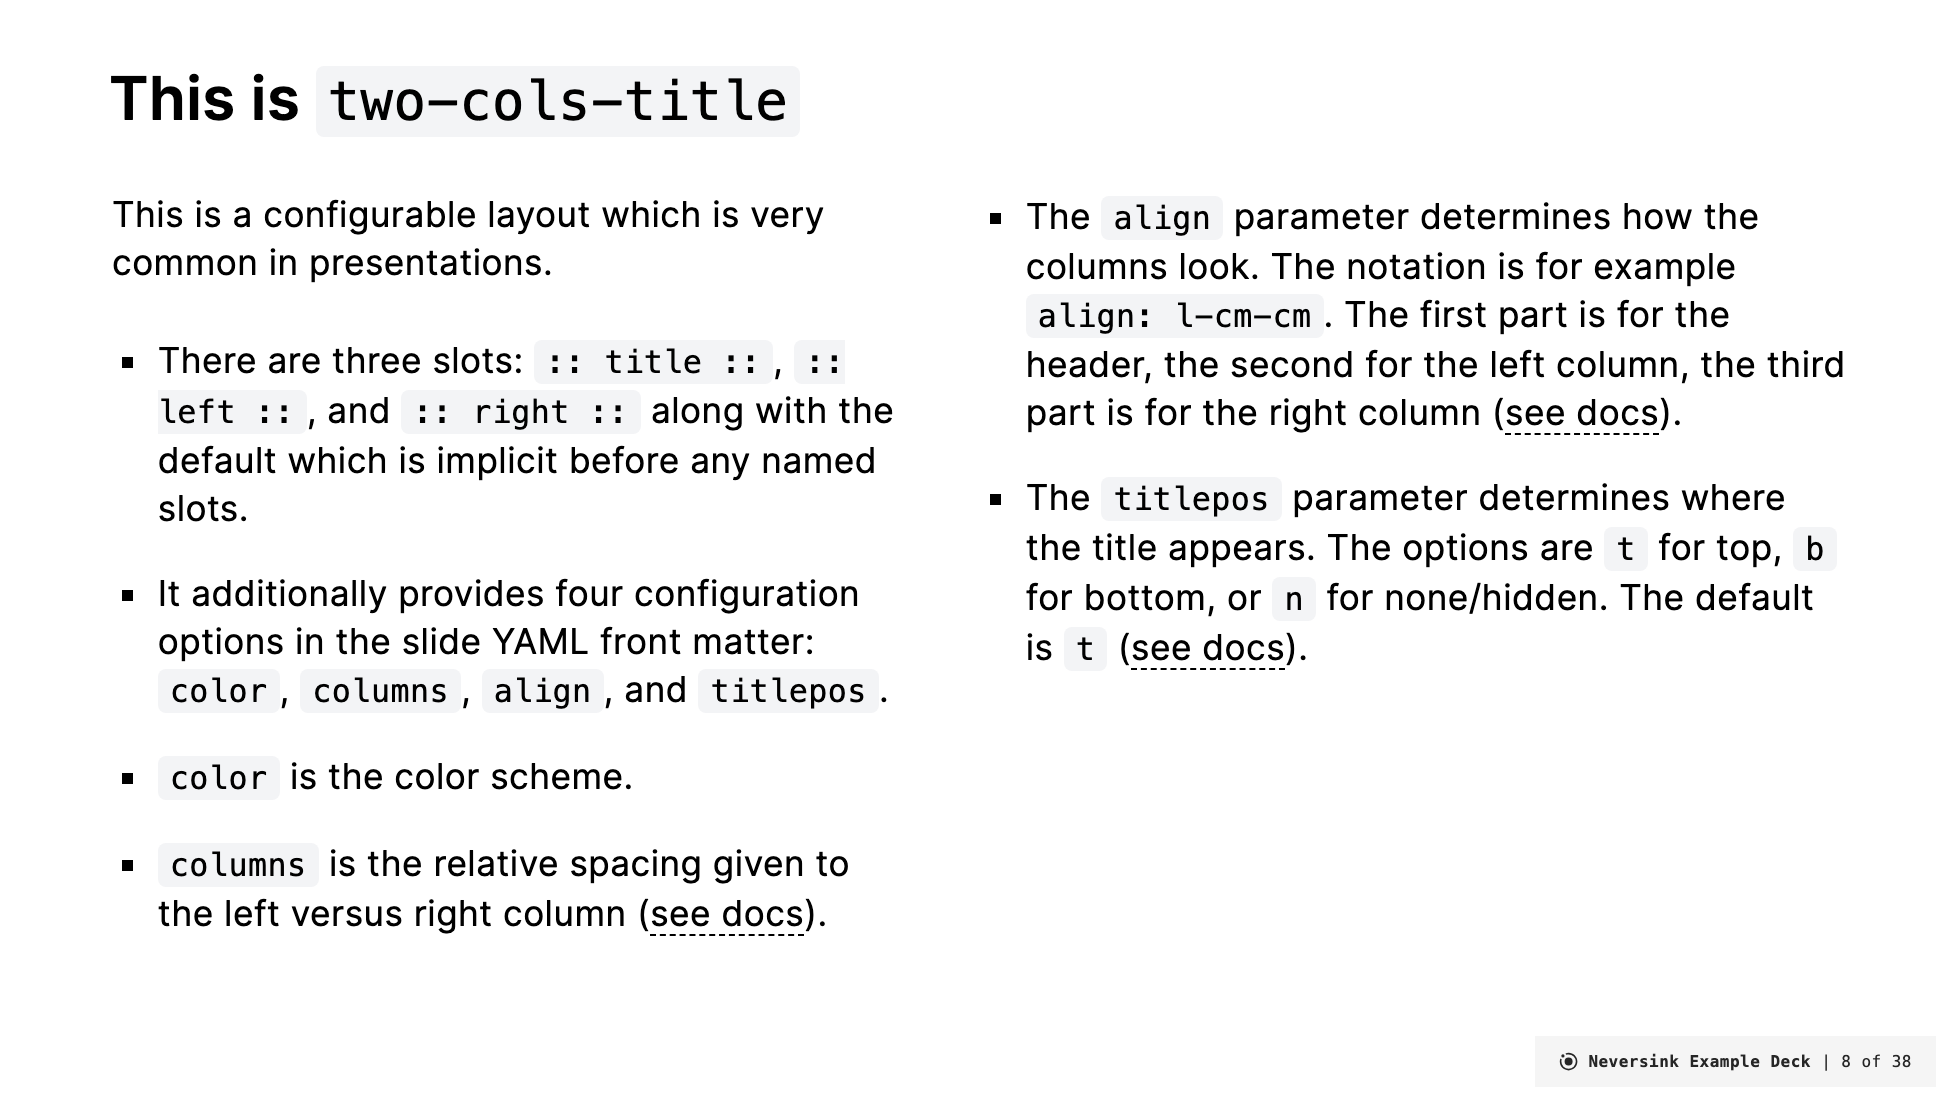 This is two-cols-title
This is a configurable layout which is very
common in presentations.
▪ There are three slots: :: title ::, ::
left ::, and :: right :: along with the
default which is implicit before any named
slots.
▪ It additionally provides four configuration
options in the slide YAML front matter:
color, columns, align, and titlepos.
▪ color is the color scheme.
▪ columns is the relative spacing given to
the left versus right column (see docs).
▪ The align parameter determines how the
columns look. The notation is for example
align: l-cm-cm. The first part is for the
header, the second for the left column, the third
part is for the right column (see docs).
▪ The titlepos parameter determines where
the title appears. The options are t for top, b
for bottom, or n for none/hidden. The default
is t (see docs).
Neversink Example Deck | 8 of 38